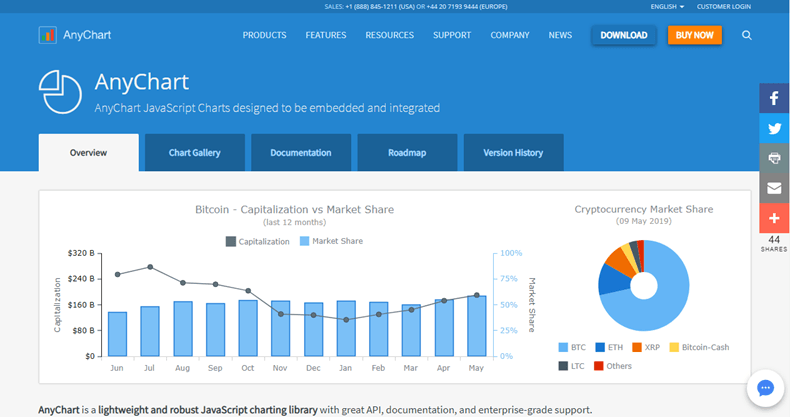 SALES: +1 (888) 845-1211 (USA) OR +44 20 7193 9444 (EUROPE)
ENGLISH
CUSTOMER LOGIN
AnyChart
PRODUCTS
FEATURES
RESOURCES
SUPPORT
COMPANY
NEWS
DOWNLOAD
BUY NOW
AnyChart
AnyChart JavaScript Charts designed to be embedded and integrated
Overview
Chart Gallery
Documentation
Roadmap
Version History
44
SHARES
Bitcoin - Capitalization vs Market Share
(last 12 months)
Capitalization
Market Share
$320 B
$240 B
$160 B
$80 B
$0
Capitalization
100%
75%
50%
25%
0%
Market Share
Jun Jul Aug Sep Oct Nov Dec Jan Feb Mar Apr May
Cryptocurrency Market Share
(09 May 2019)
BTC
ETH
XRP
Bitcoin-Cash
LTC
Others
AnyChart is a lightweight and robust JavaScript charting library with great API, documentation, and enterprise-grade support.